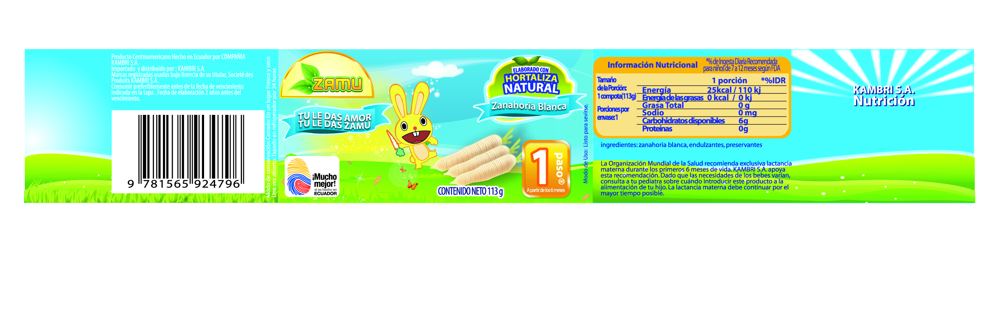 Producto Centroamericano Hecho en Ecuador por COMPAÑIA
KAMBRI S:A.
Importado y distribuido por : KAMBRI S.A.
Marcas registradas usadas bajo licencia de su titular, Societé des
Produits KAMBRI S.A.
Consumir preferiblemente antes de la fecha de vencimiento
indicada en la tapa . Fecha de elaboración 2 años antes del
vencimiento.
9 781565 924796
Modo de conservación Cerrado: En un lugar Fresco y seco
Una vez abierto: Tapado en refrigerador por 24 horas
ZAMU
TU LE DAS AMOR
TU LE DAS ZAMU
¡Mucho
mejor!
si es hecho en
ECUADOR
ELABORADO CON
HORTALIZA
NATURAL
Zanahoria Blanca
CONTENIDO NETO 113 g
1 paso®
A partir de los 6 meses
Modo de Uso: Listo para sevirse.
Información Nutricional
*% de Ingesta Diaria Recomendada
para niños de 7 a 12 meses según FDA
Tamaño
de la Porción:
1 compota (113g)
Porciones por
envase: 1
1 porción *%IDR
Energía 25kcal / 110 kj
Energía de las grasas 0 kcal / 0 kj
Grasa Total 0 g
Sodio 0 mg
Carbohidratos disponibles 6g
Proteínas 0g
ingredientes: zanahoria blanca, endulzantes, preservantes
La Organización Mundial de la Salud recomienda exclusiva lactancia
materna durante los primeros 6 meses de vida. KAMBRI S.A. apoya
esta recomendación. Dado que las necesidades de los bebes varían,
consulta a tu pediatra sobre cuándo introducir este producto a la
alimentación de tu hijo. La lactancia materna debe continuar por el
mayor tiempo posible.
KAMBRI S.A.
Nutrición